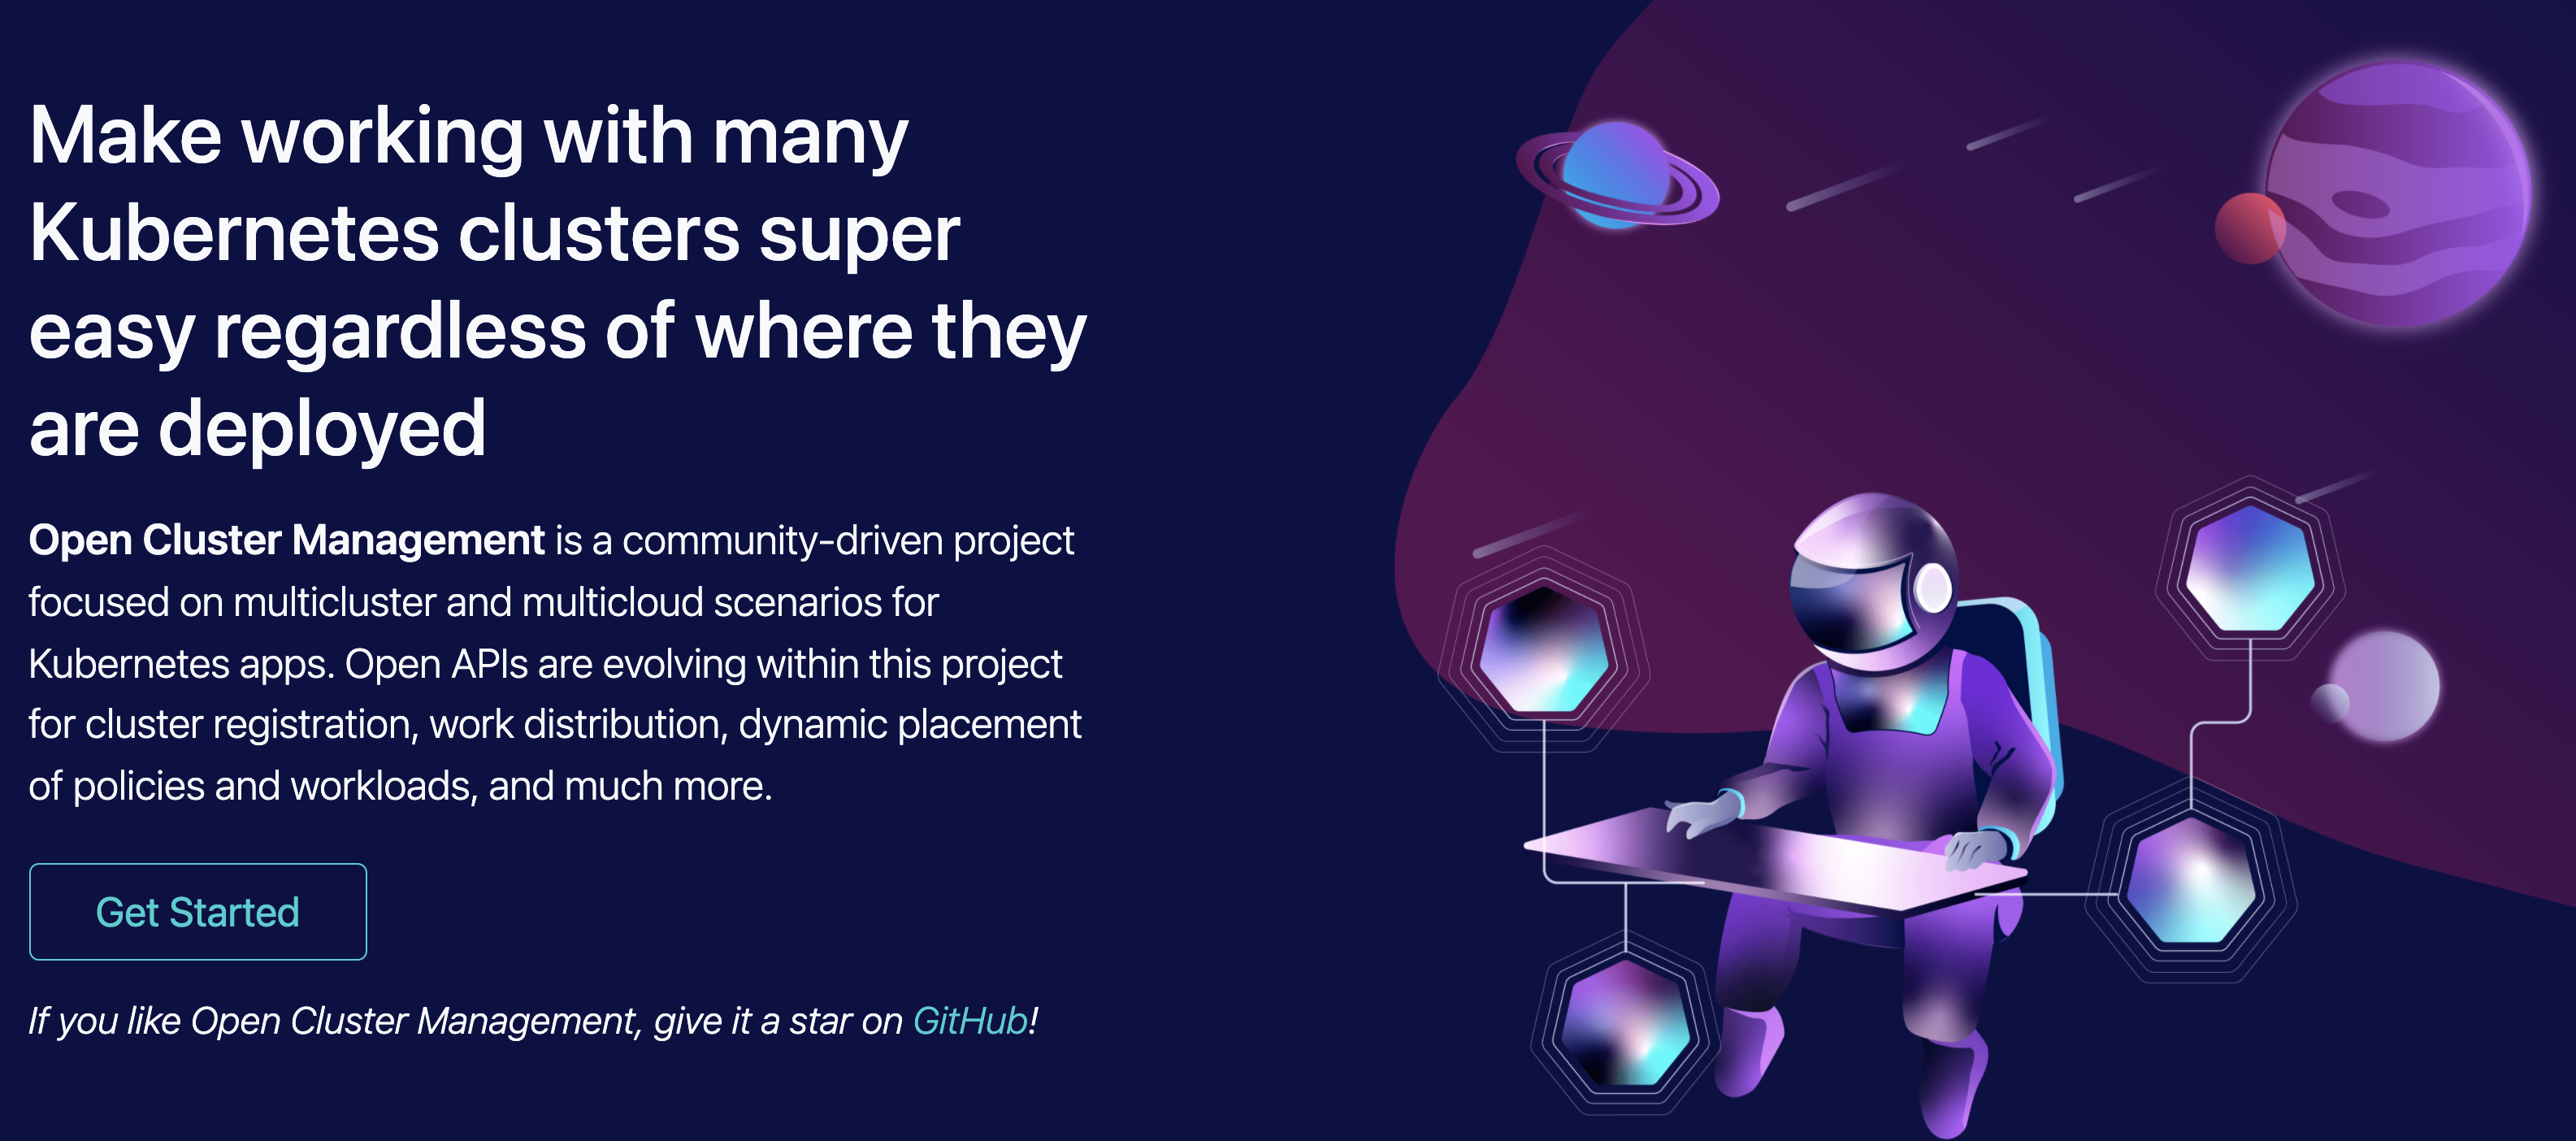 Make working with many
Kubernetes clusters super
easy regardless of where they
are deployed
Open Cluster Management is a community-driven project
focused on multicluster and multicloud scenarios for
Kubernetes apps. Open APIs are evolving within this project
for cluster registration, work distribution, dynamic placement
of policies and workloads, and much more.
Get Started
If you like Open Cluster Management, give it a star on GitHub!